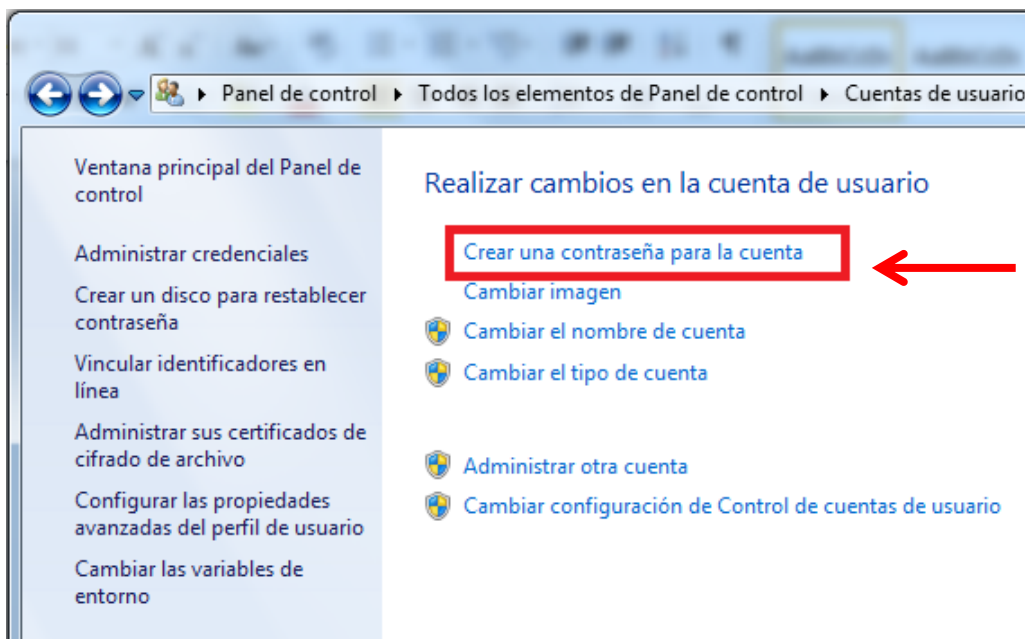 Panel de control ▸ Todos los elementos de Panel de control ▸ Cuentas de usuario
Ventana principal del Panel de
control
Administrar credenciales
Crear un disco para restablecer
contraseña
Vincular identificadores en
línea
Administrar sus certificados de
cifrado de archivo
Configurar las propiedades
avanzadas del perfil de usuario
Cambiar las variables de
entorno
Realizar cambios en la cuenta de usuario
Crear una contraseña para la cuenta
Cambiar imagen
Cambiar el nombre de cuenta
Cambiar el tipo de cuenta
Administrar otra cuenta
Cambiar configuración de Control de cuentas de usuario